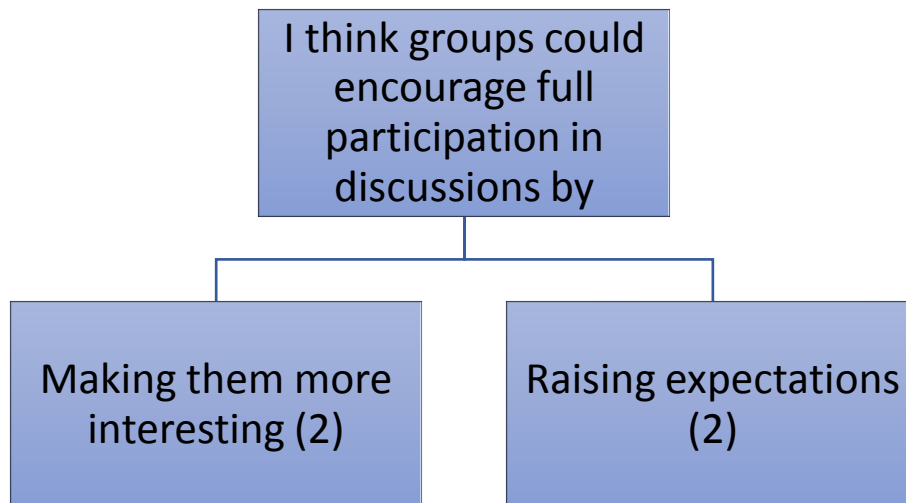 I think groups could
encourage full
participation in
discussions by
Making them more
interesting (2)
Raising expectations
(2)